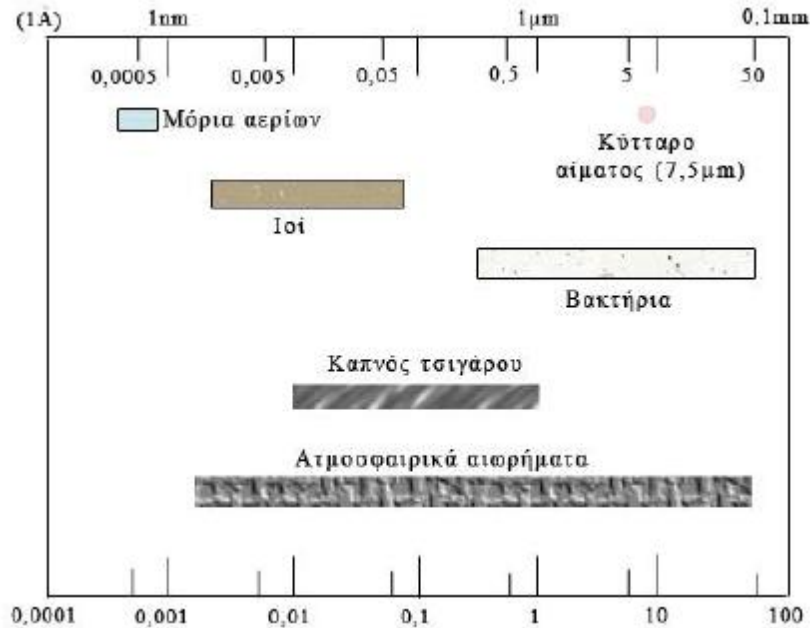 (1Å) 1nm 1μm 0.1mm
0,0005 0,005 0,05 0,5 5 50
Μόρια αερίων
Κύτταρο
αίματος (7,5μm)
Ιοί
Βακτήρια
Καπνός τσιγάρου
Ατμοσφαιρικά αιωρήματα
0,0001 0,001 0,01 0,1 1 10 100